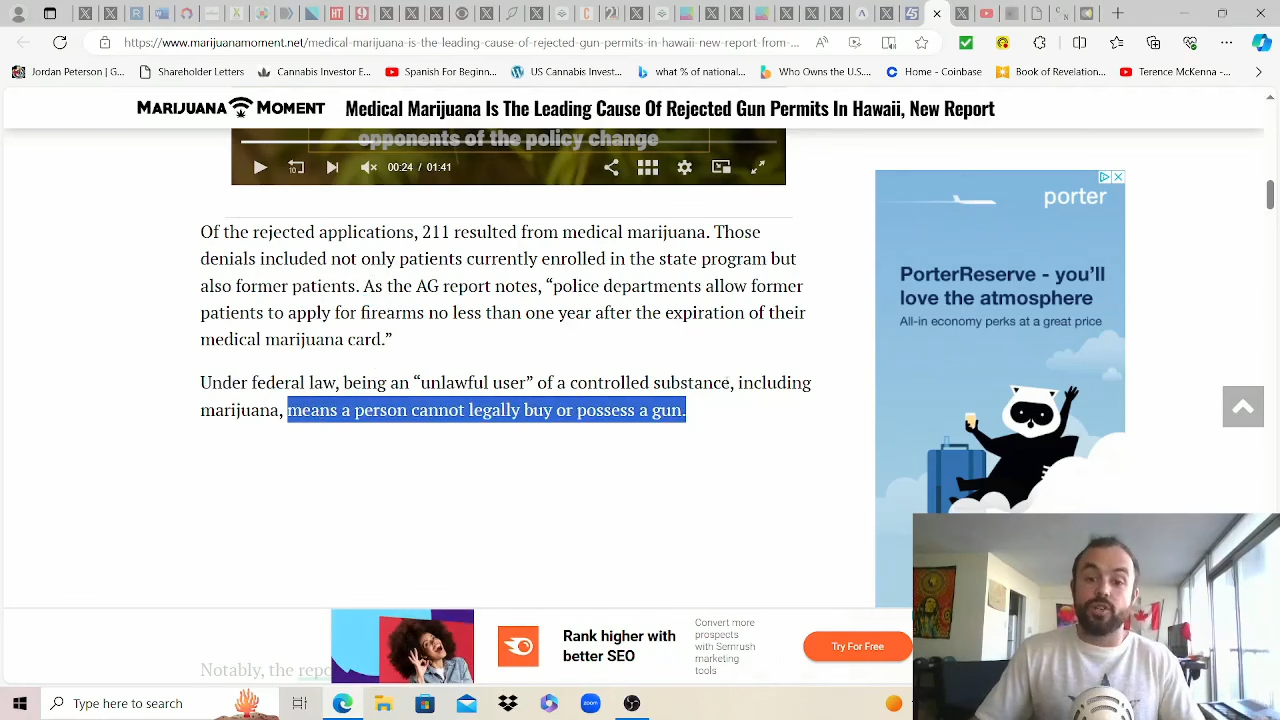 HT
https://www.marijuanamoment.net/medical-marijuana-is-the-leading-cause-of-rejected-gun-permits-in-hawaii-new-report-from-...
Jordan Peterson | G...
Shareholder Letters
Cannabis Investor E...
Spanish For Beginn...
US Cannabis Invest...
what % of national...
Who Owns the U.S...
Home - Coinbase
Book of Revelation...
Terence McKenna -...
MARIJUANA MOMENT
Medical Marijuana Is The Leading Cause Of Rejected Gun Permits In Hawaii, New Report
opponents of the policy change
10
00:24 / 01:41
Of the rejected applications, 211 resulted from medical marijuana. Those
denials included not only patients currently enrolled in the state program but
also former patients. As the AG report notes, “police departments allow former
patients to apply for firearms no less than one year after the expiration of their
medical marijuana card.”
Under federal law, being an “unlawful user” of a controlled substance, including
marijuana, means a person cannot legally buy or possess a gun.
porter
PorterReserve - you’ll
love the atmosphere
All-in economy perks at a great price
Rank higher with
better SEO
Convert more
prospects
with Semrush
marketing
tools
Try For Free
Notably, the repo
Type here to search
zoom